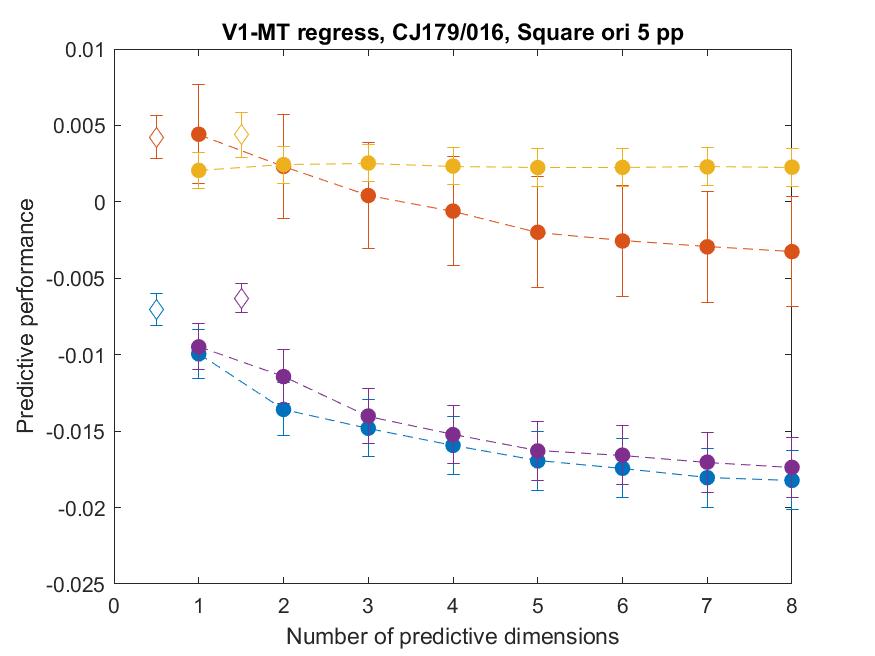 V1-MT regress, CJ179/016, Square ori 5 pp
0.01
0.005
0
-0.005
-0.01
-0.015
-0.02
-0.025
Predictive performance
0 1 2 3 4 5 6 7 8
Number of predictive dimensions